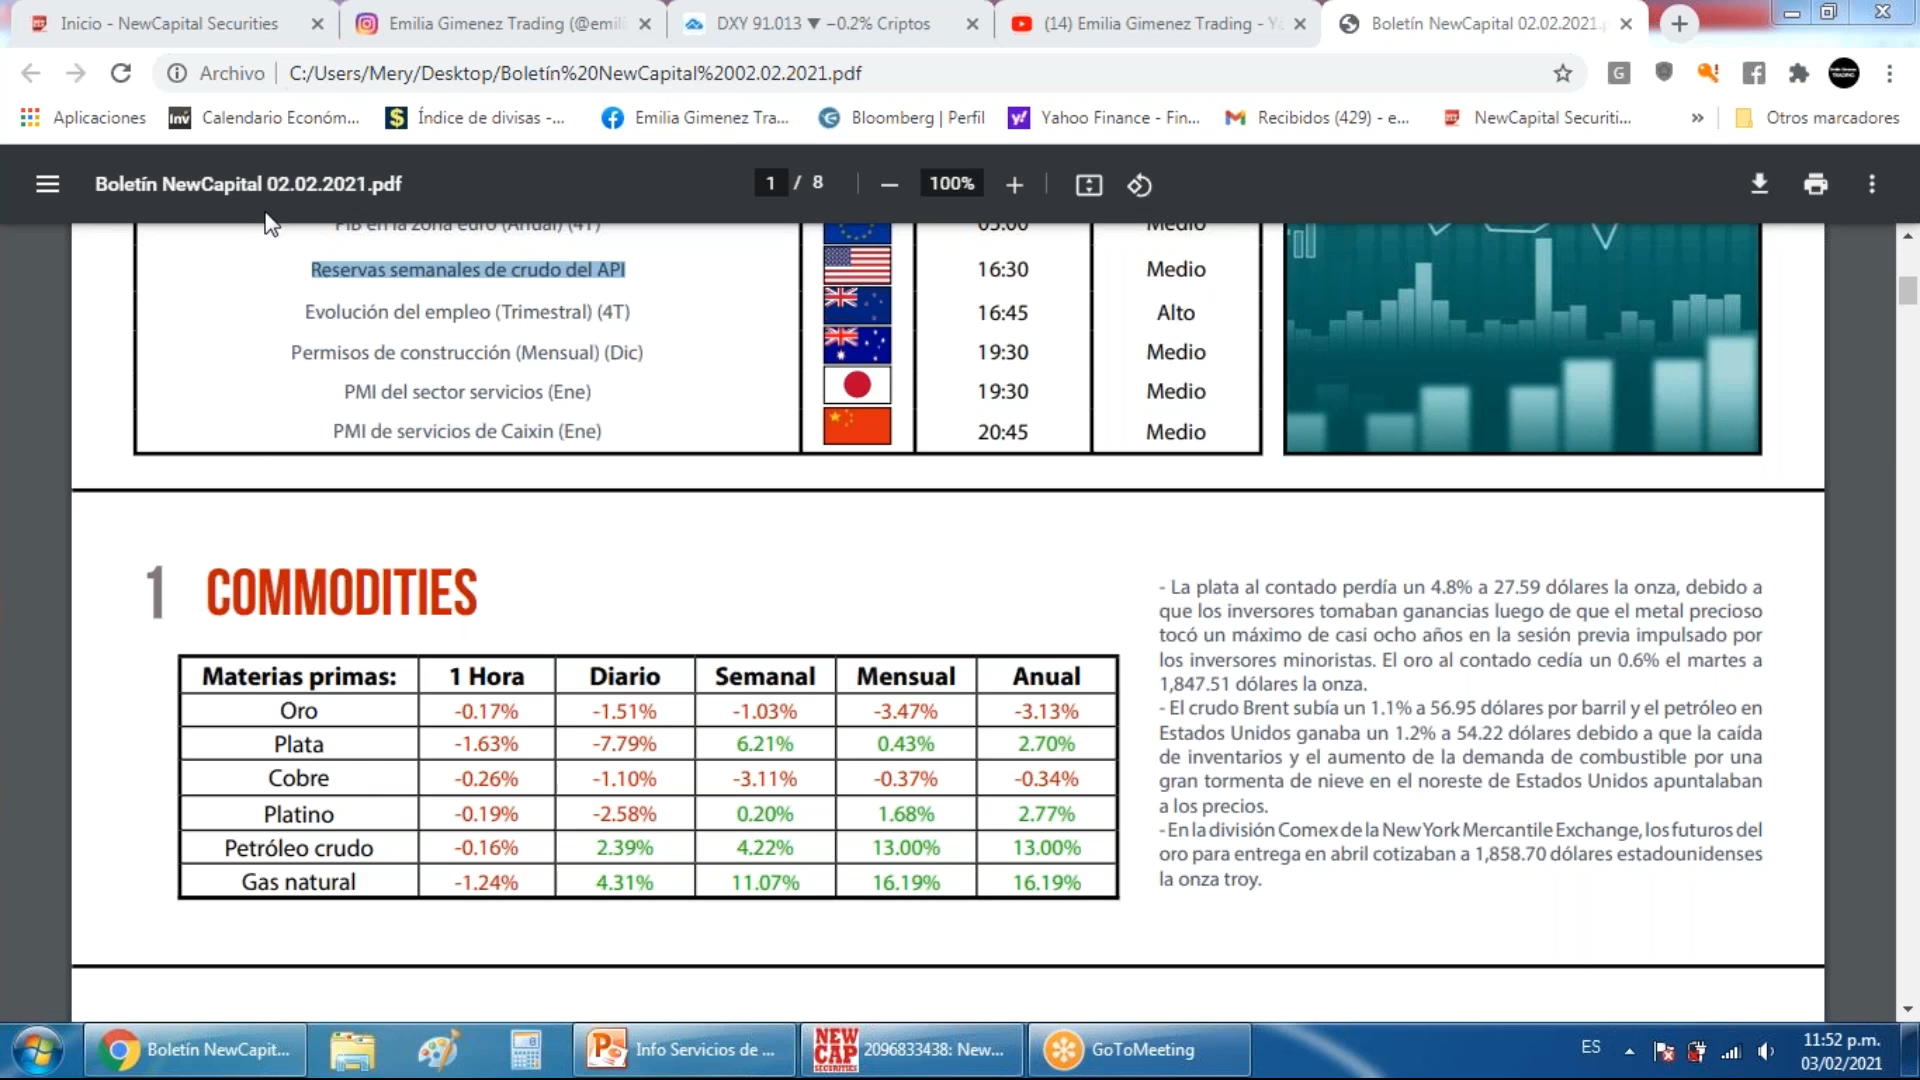 Inicio - NewCapital Securities
Emilia Gimenez Trading (@emil
DXY 91.013 ▼ −0.2% Criptos
(14) Emilia Gimenez Trading - Y
Boletín NewCapital 02.02.2021.
Archivo
C:/Users/Mery/Desktop/Boletín%20NewCapital%2002.02.2021.pdf
Aplicaciones
Inv Calendario Económ...
Índice de divisas -...
Emilia Gimenez Tra...
Bloomberg | Perfil
Yahoo Finance - Fin...
Recibidos (429) - e...
NewCapital Securiti...
Otros marcadores
Boletín NewCapital 02.02.2021.pdf
1 / 8
100%
PIB en la zona euro (Anual) (4T) 05:00 Medio
Reservas semanales de crudo del API 16:30 Medio
Evolución del empleo (Trimestral) (4T) 16:45 Alto
Permisos de construcción (Mensual) (Dic) 19:30 Medio
PMI del sector servicios (Ene) 19:30 Medio
PMI de servicios de Caixin (Ene) 20:45 Medio
1 COMMODITIES
Materias primas: 1 Hora Diario Semanal Mensual Anual
Oro -0.17% -1.51% -1.03% -3.47% -3.13%
Plata -1.63% -7.79% 6.21% 0.43% 2.70%
Cobre -0.26% -1.10% -3.11% -0.37% -0.34%
Platino -0.19% -2.58% 0.20% 1.68% 2.77%
Petróleo crudo -0.16% 2.39% 4.22% 13.00% 13.00%
Gas natural -1.24% 4.31% 11.07% 16.19% 16.19%
- La plata al contado perdía un 4.8% a 27.59 dólares la onza, debido a
que los inversores tomaban ganancias luego de que el metal precioso
tocó un máximo de casi ocho años en la sesión previa impulsado por
los inversores minoristas. El oro al contado cedía un 0.6% el martes a
1,847.51 dólares la onza.
- El crudo Brent subía un 1.1% a 56.95 dólares por barril y el petróleo en
Estados Unidos ganaba un 1.2% a 54.22 dólares debido a que la caída
de inventarios y el aumento de la demanda de combustible por una
gran tormenta de nieve en el noreste de Estados Unidos apuntalaban
a los precios.
- En la división Comex de la New York Mercantile Exchange, los futuros del
oro para entrega en abril cotizaban a 1,858.70 dólares estadounidenses
la onza troy.
Boletín NewCapit...
Info Servicios de ...
NEW CAP SECURITIES
2096833438: New...
GoToMeeting
ES
11:52 p.m.
03/02/2021